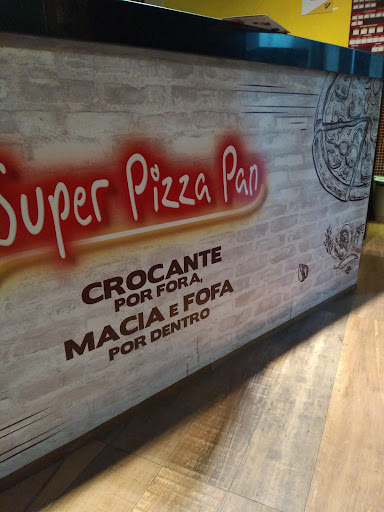 Super Pizza Pan
CROCANTE
POR FORA,
MACIA E FOFA
POR DENTRO